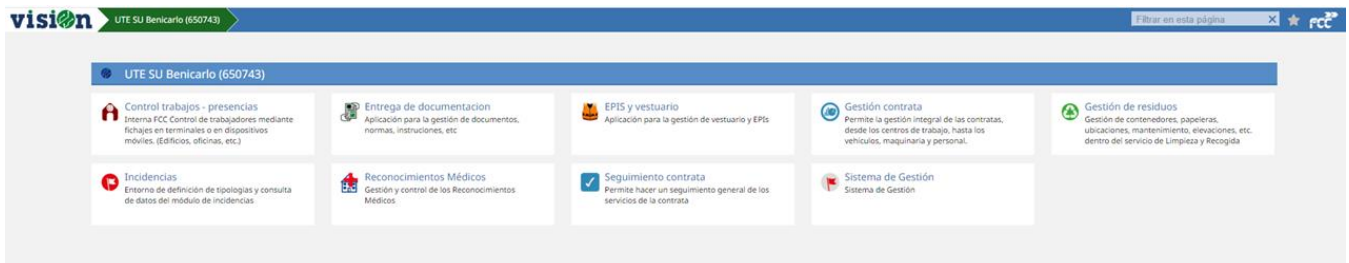 visión UTE SU Benicarlo (650743) Filtrar en esta página fcc
UTE SU Benicarlo (650743)
Control trabajos - presencias
Interna FCC Control de trabajadores mediante
fichajes en terminales o en dispositivos
móviles. (Edificios, oficinas, etc.)
Entrega de documentacion
Aplicación para la gestión de documentos,
normas, instruciones, etc
EPIS y vestuario
Aplicación para la gestión de vestuario y EPIs
Gestión contrata
Permite la gestión integral de las contratas,
desde los centros de trabajo, hasta los
vehículos, maquinaria y personal.
Gestión de residuos
Gestión de contenedores, papeleras,
ubicaciones, mantenimiento, elevaciones, etc.
dentro del servicio de Limpieza y Recogida
Incidencias
Entorno de definición de tipologias y consulta
de datos del módulo de incidencias
Reconocimientos Médicos
Gestión y control de los Reconocimientos
Médicos
Seguimiento contrata
Permite hacer un seguimiento general de los
servicios de la contrata
Sistema de Gestión
Sistema de Gestión